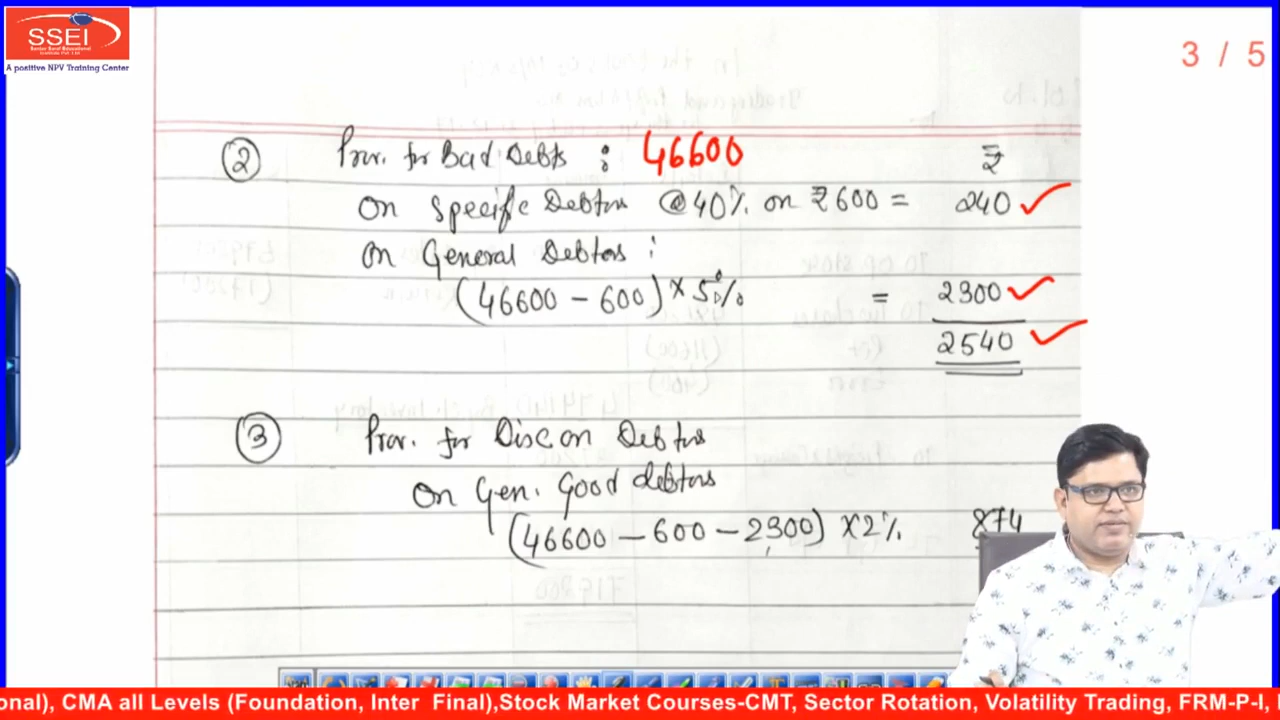 SSEI
A positive NPV Training Center
3 / 5
② Prov. for Bad Debts : 46600 ₹
On Specific Debtors @ 40% on ₹600 = 240
On General Debtors :
(46600 - 600) × 5% = 2300
2540
③ Prov. for Disc on Debtors
On Gen. Good debtors
(46600 - 600 - 2300) × 2% 874
onal), CMA all Levels (Foundation, Inter Final),Stock Market Courses-CMT, Sector Rotation, Volatility Trading, FRM-P-I,